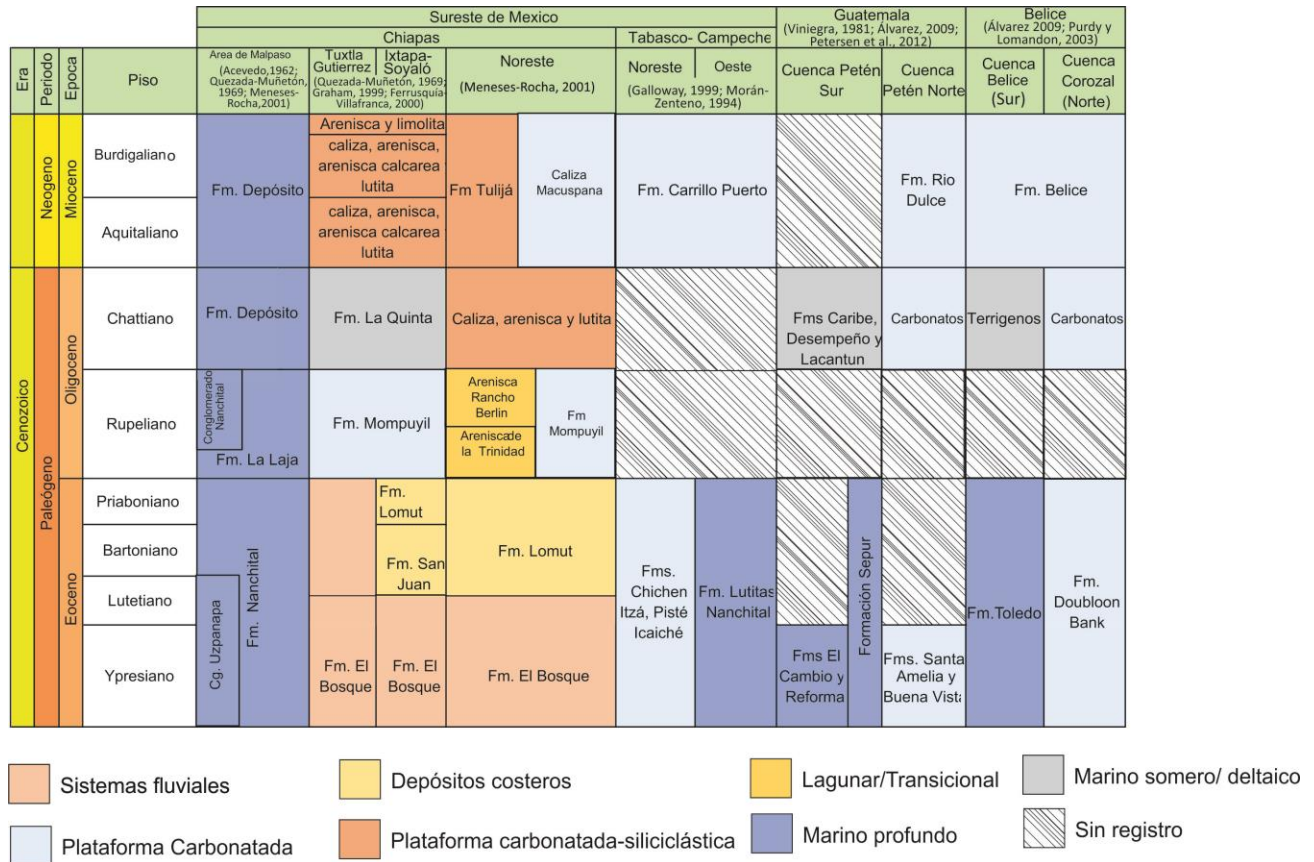 Sureste de Mexico
Guatemala
(Viniegra, 1981; Álvarez, 2009;
Petersen et al., 2012)
Belice
(Álvarez 2009; Purdy y
Lomandon, 2003)
Chiapas
Tabasco- Campeche
Era
Periodo
Epoca
Piso
Area de Malpaso
(Acevedo,1962;
Quezada-Muñetón,
1969; Meneses-
Rocha,2001)
Tuxtla
Gutierrez
Ixtapa-
Soyaló
(Quezada-Muñetón, 1969;
Graham, 1999; Ferrusquía-
Villafranca, 2000)
Noreste
(Meneses-Rocha, 2001)
Noreste
Oeste
(Galloway, 1999; Morán-
Zenteno, 1994)
Cuenca Petén
Sur
Cuenca
Petén Norte
Cuenca
Belice
(Sur)
Cuenca
Corozal
(Norte)
Cenozoico
Neogeno
Mioceno
Burdigaliano
Aquitaliano
Fm. Depósito
Arenisca y limolita
caliza, arenisca,
arenisca calcarea
lutita
caliza, arenisca,
arenisca calcarea
lutita
Fm Tulijá
Caliza
Macuspana
Fm. Carrillo Puerto
Fm. Rio
Dulce
Fm. Belice
Paleógeno
Oligoceno
Chattiano
Fm. Depósito
Fm. La Quinta
Caliza, arenisca y lutita
Fms Caribe,
Desempeño y
Lacantun
Carbonatos
Terrigenos
Carbonatos
Rupeliano
Conglomerado
Nanchital
Fm. La Laja
Fm. Mompuyil
Arenisca
Rancho
Berlin
Areniscade
la Trinidad
Fm
Mompuyil
Eoceno
Priaboniano
Bartoniano
Lutetiano
Ypresiano
Cg. Uzpanapa
Fm. Nanchital
Fm. El
Bosque
Fm.
Lomut
Fm. San
Juan
Fm. El
Bosque
Fm. Lomut
Fm. El Bosque
Fms.
Chichen
Itzá, Pisté
Icaiché
Fm. Lutitas
Nanchital
Fms El
Cambio y
Reforma
Formación Sepur
Fms. Santa
Amelia y
Buena Vista
Fm.Toledo
Fm.
Doubloon
Bank
Sistemas fluviales
Depósitos costeros
Lagunar/Transicional
Marino somero/ deltaico
Plataforma Carbonatada
Plataforma carbonatada-siliciclástica
Marino profundo
Sin registro